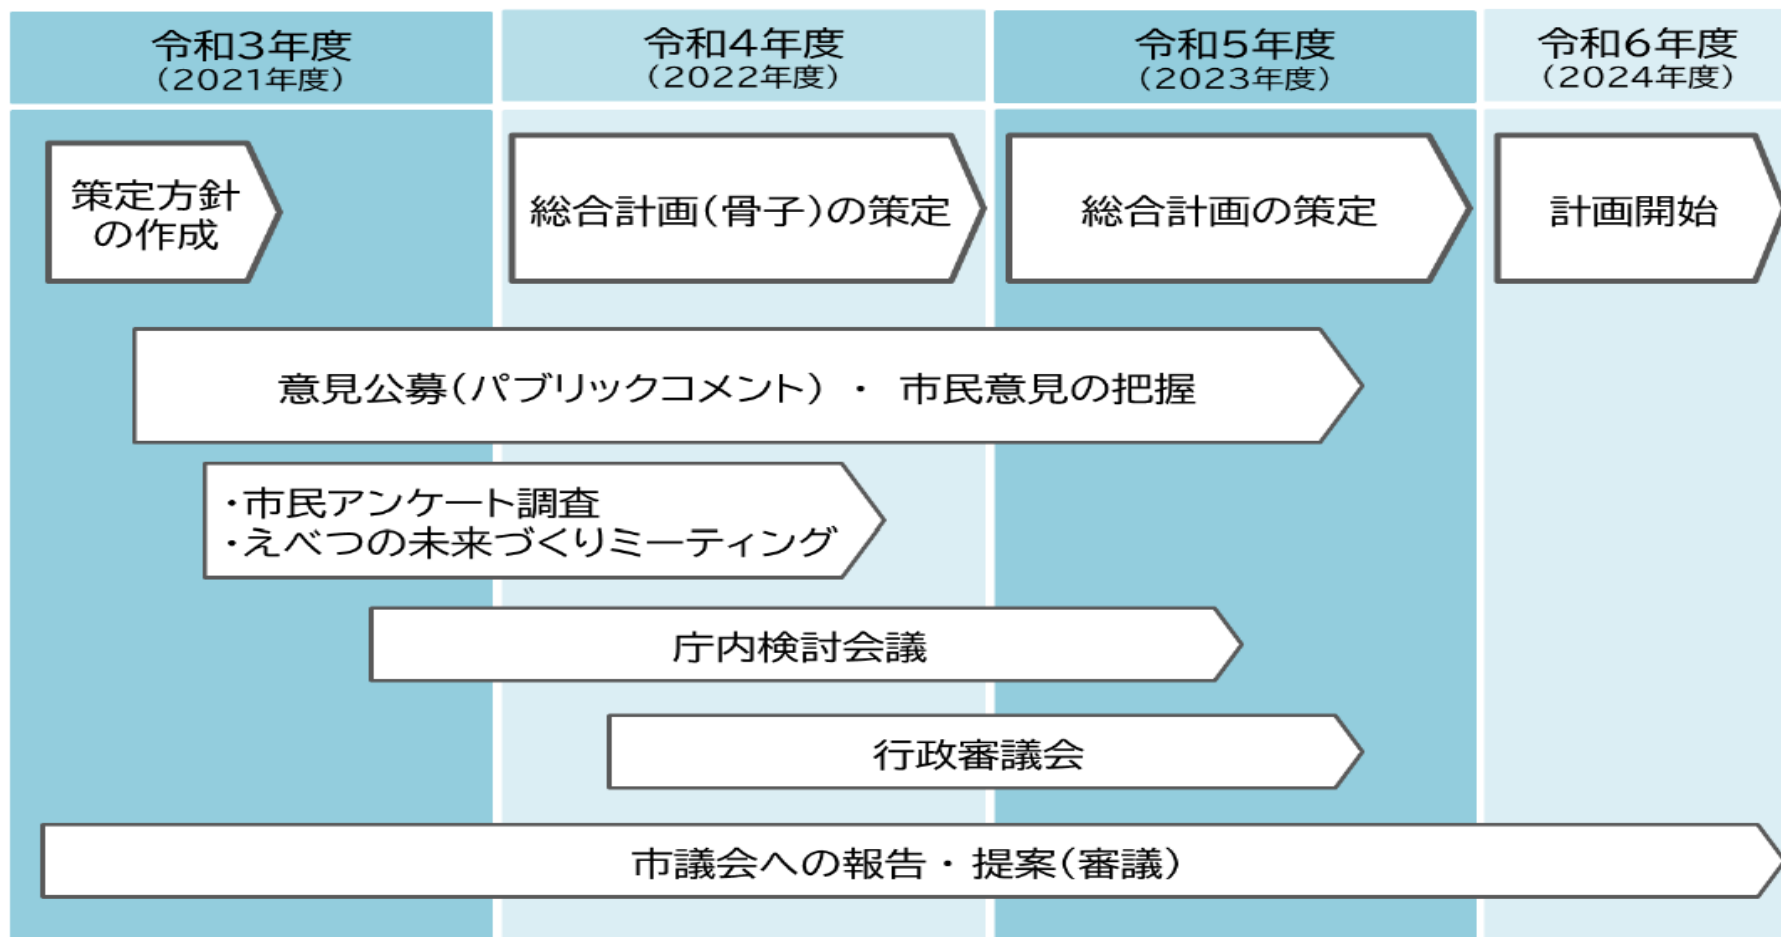 令和3年度
(2021年度)
令和4年度
(2022年度)
令和5年度
(2023年度)
令和6年度
(2024年度)
策定方針
の作成
総合計画(骨子)の策定
総合計画の策定
計画開始
意見公募(パブリックコメント) ・ 市民意見の把握
・市民アンケート調査
・えべつの未来づくりミーティング
庁内検討会議
行政審議会
市議会への報告・提案(審議)